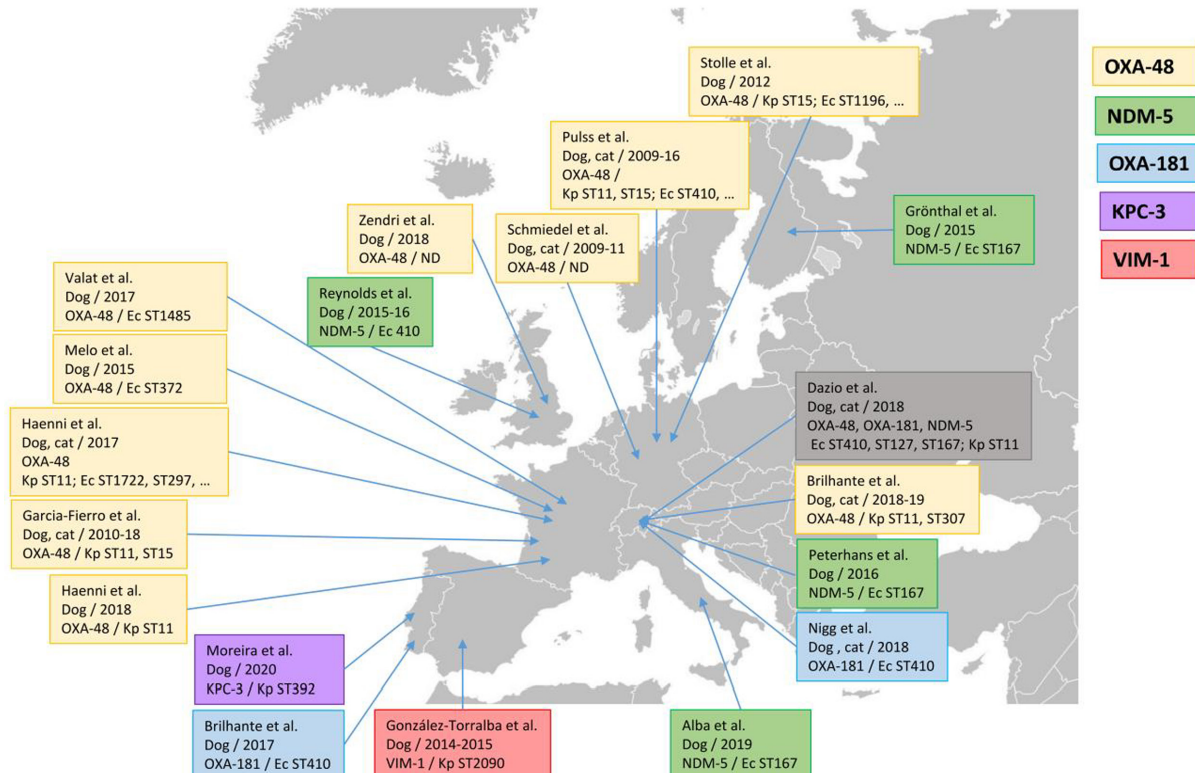 Stolle et al.
Dog / 2012
OXA-48 / Kp ST15; Ec ST1196, ...
Pulss et al.
Dog, cat / 2009-16
OXA-48 /
Kp ST11, ST15; Ec ST410, ...
Zendri et al.
Dog / 2018
OXA-48 / ND
Schmiedel et al.
Dog, cat / 2009-11
OXA-48 / ND
Grönthal et al.
Dog / 2015
NDM-5 / Ec ST167
Valat et al.
Dog / 2017
OXA-48 / Ec ST1485
Reynolds et al.
Dog / 2015-16
NDM-5 / Ec 410
Melo et al.
Dog / 2015
OXA-48 / Ec ST372
Haenni et al.
Dog, cat / 2017
OXA-48
Kp ST11; Ec ST1722, ST297, ...
Garcia-Fierro et al.
Dog, cat / 2010-18
OXA-48 / Kp ST11, ST15
Haenni et al.
Dog / 2018
OXA-48 / Kp ST11
Moreira et al.
Dog / 2020
KPC-3 / Kp ST392
Brilhante et al.
Dog / 2017
OXA-181 / Ec ST410
González-Torralba et al.
Dog / 2014-2015
VIM-1 / Kp ST2090
Alba et al.
Dog / 2019
NDM-5 / Ec ST167
Dazio et al.
Dog, cat / 2018
OXA-48, OXA-181, NDM-5
Ec ST410, ST127, ST167; Kp ST11
Brilhante et al.
Dog, cat / 2018-19
OXA-48 / Kp ST11, ST307
Peterhans et al.
Dog / 2016
NDM-5 / Ec ST167
Nigg et al.
Dog , cat / 2018
OXA-181 / Ec ST410
OXA-48
NDM-5
OXA-181
KPC-3
VIM-1